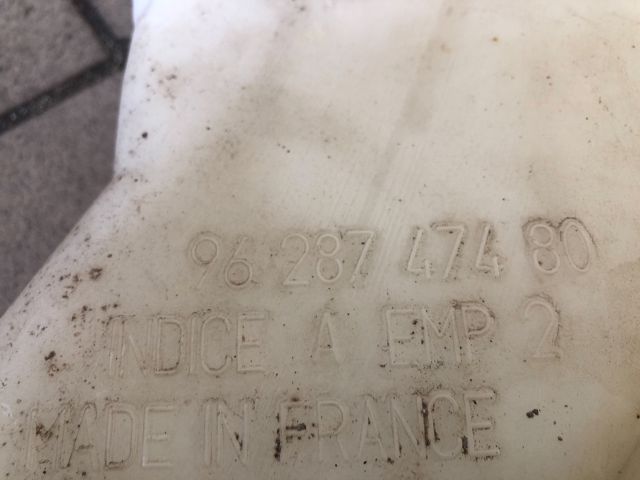 96 287 474 80
INDICE A EMP 2
MADE IN FRANCE